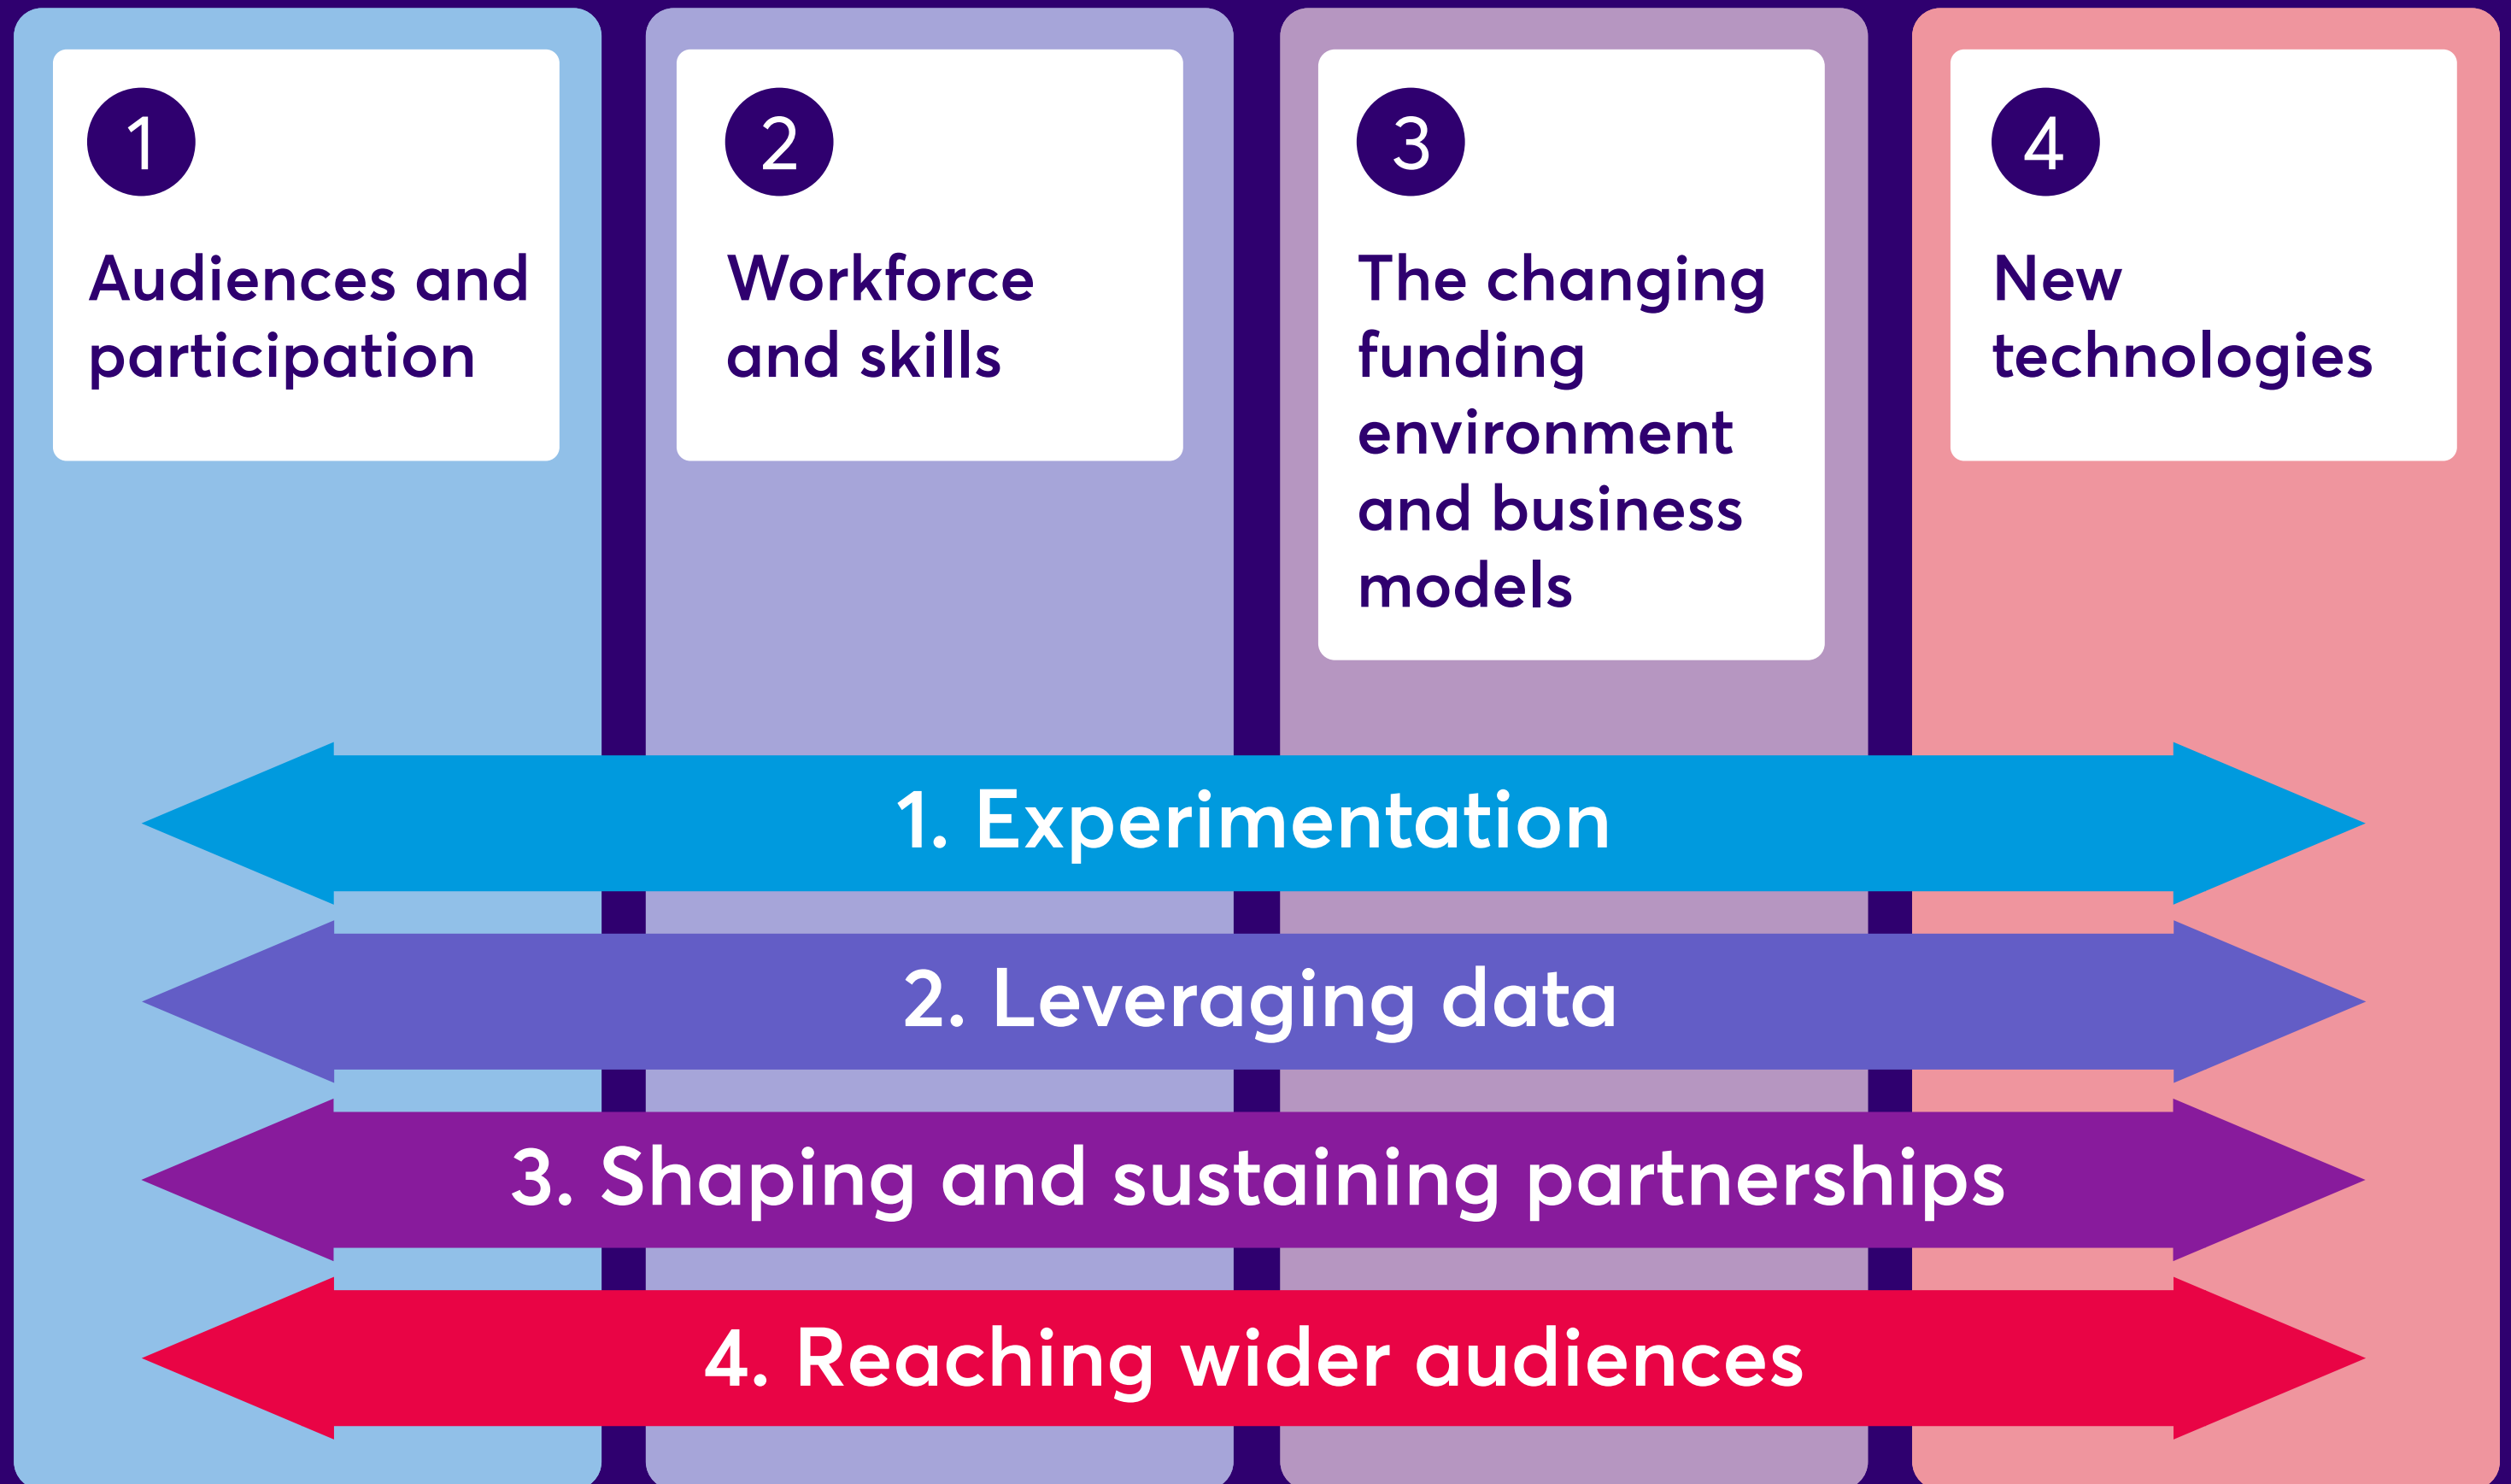 1
Audiences and
participation
2
Workforce
and skills
3
The changing
funding
environment
and business
models
4
New
technologies
1. Experimentation
2. Leveraging data
3. Shaping and sustaining partnerships
4. Reaching wider audiences